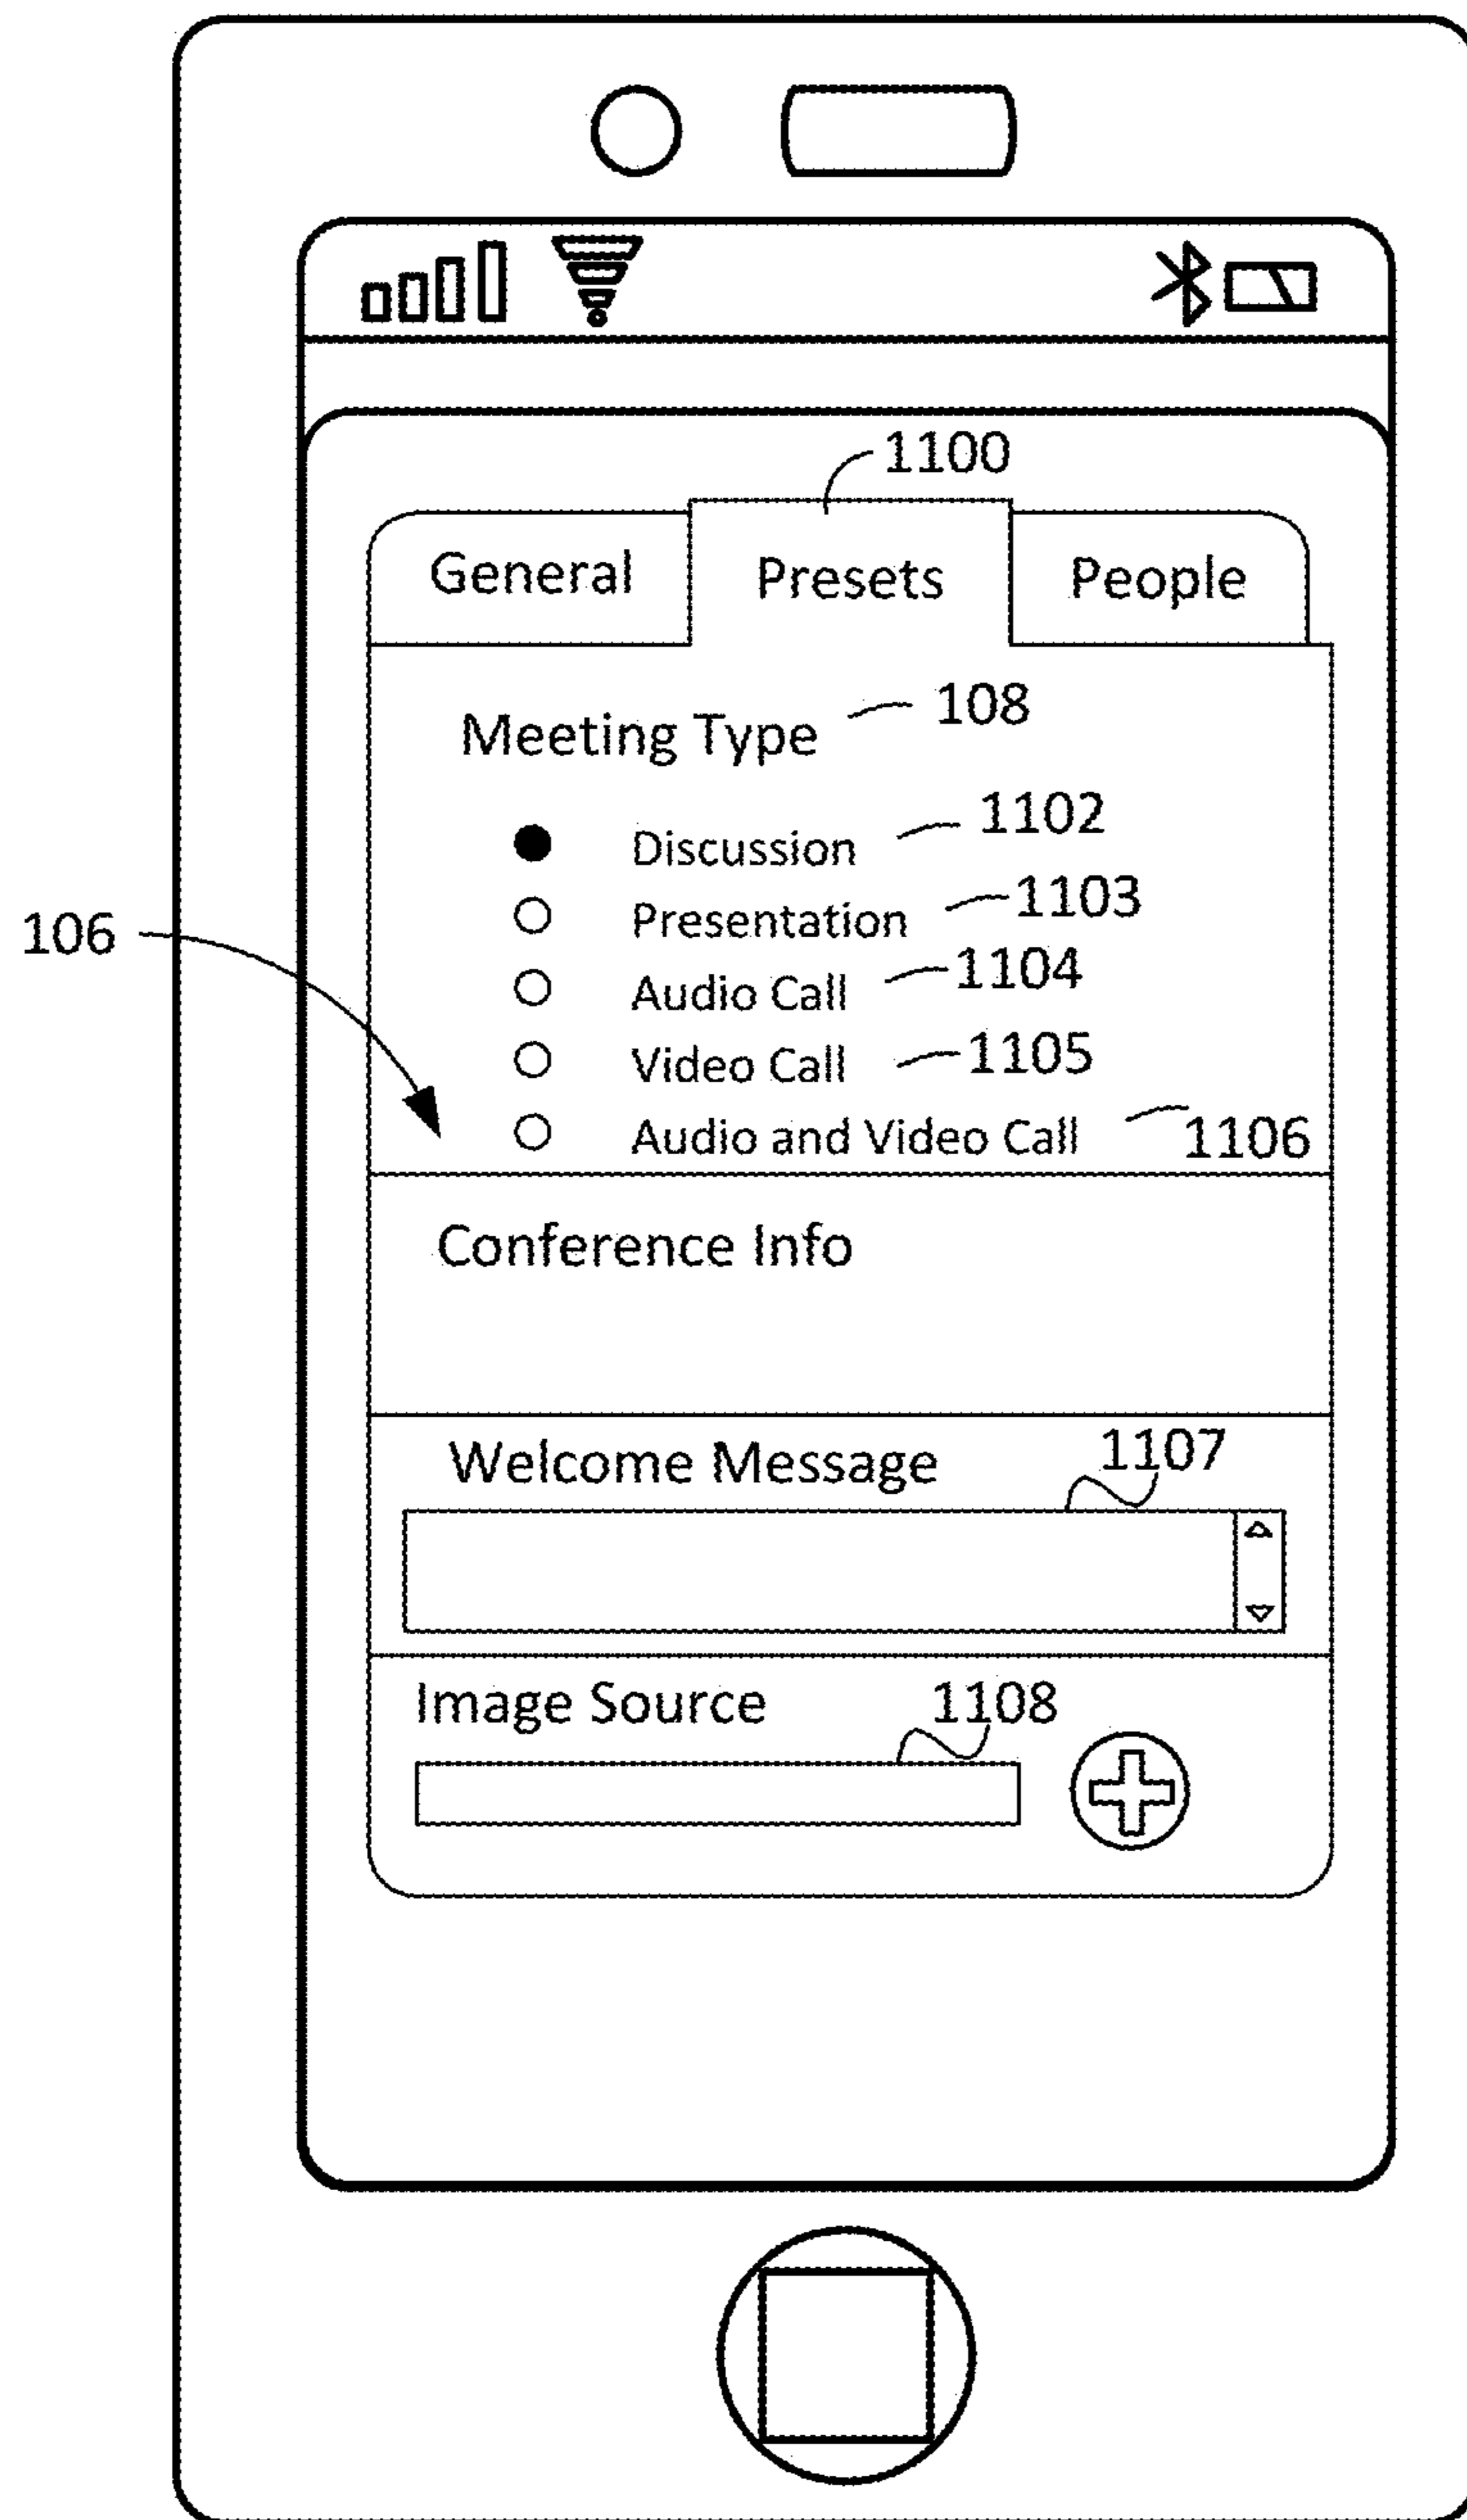 1100
General Presets People
Meeting Type 108
Discussion 1102
Presentation 1103
106
Audio Call 1104
Video Call 1105
Audio and Video Call 1106
Conference Info
Welcome Message 1107
Image Source 1108